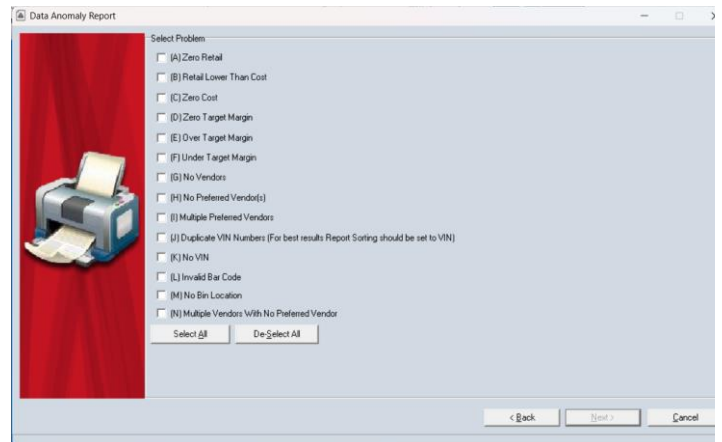 Data Anomaly Report
Select Problem
(A) Zero Retail
(B) Retail Lower Than Cost
(C) Zero Cost
(D) Zero Target Margin
(E) Over Target Margin
(F) Under Target Margin
(G) No Vendors
(H) No Preferred Vendor(s)
(I) Multiple Preferred Vendors
(J) Duplicate VIN Numbers (For best results Report Sorting should be set to VIN)
(K) No VIN
(L) Invalid Bar Code
(M) No Bin Location
(N) Multiple Vendors With No Preferred Vendor
Select All De-Select All
< Back Next > Cancel